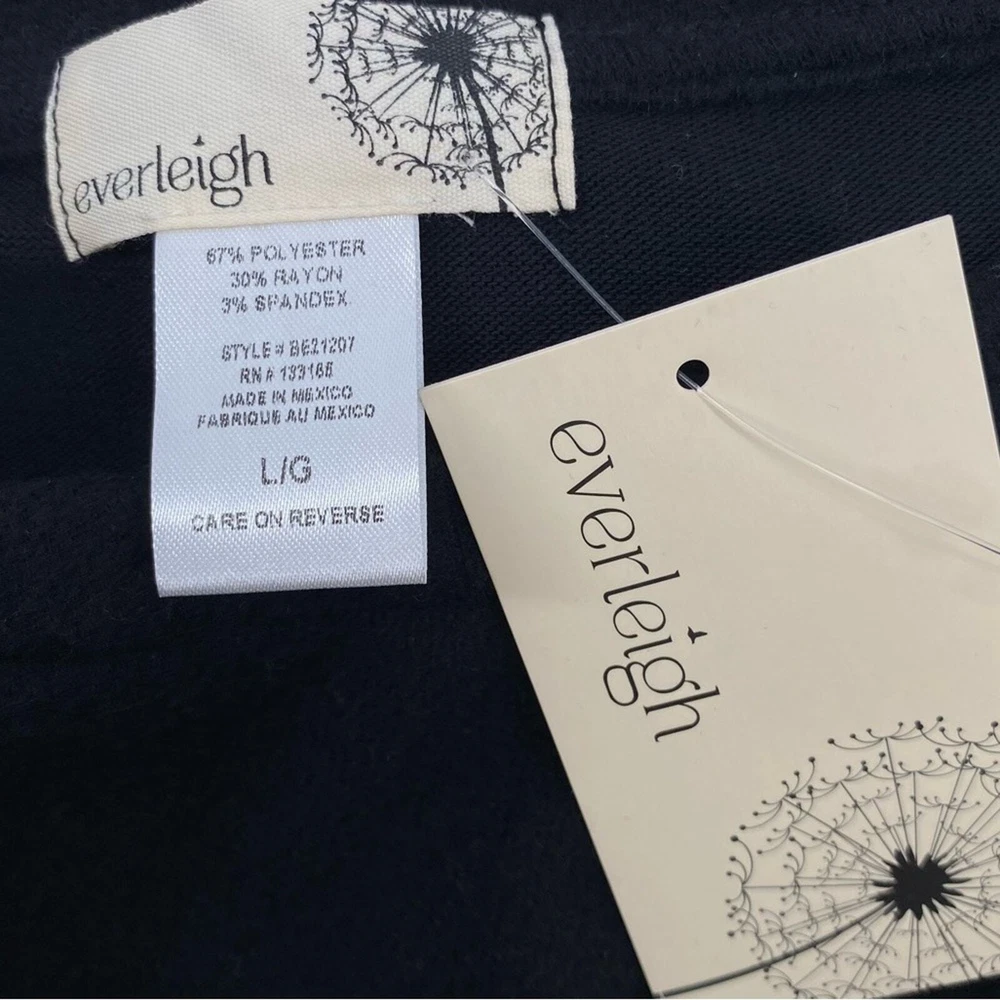 everleigh
67% POLYESTER
30% RAYON
3% SPANDEX
STYLE # BE21207
RN # 133165
MADE IN MEXICO
FABRIQUE AU MEXICO
L/G
CARE ON REVERSE
everleigh